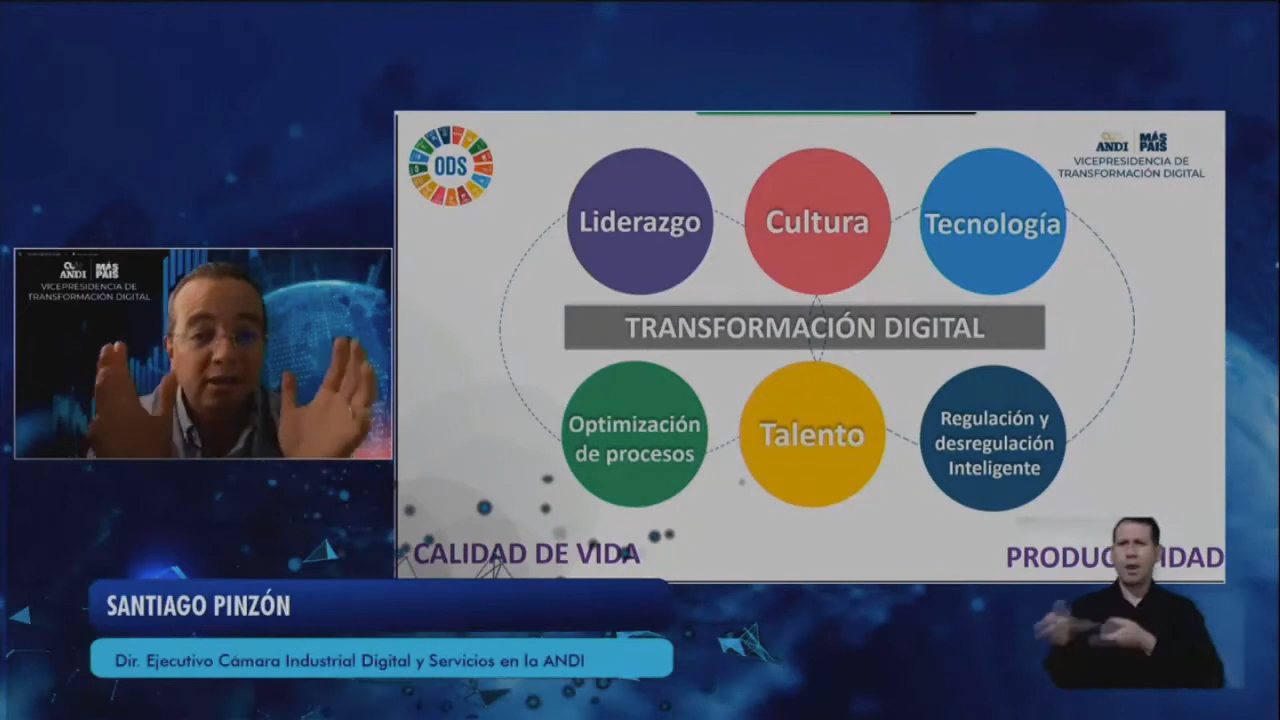 ODS
ANDI
MÁS
PAÍS
VICEPRESIDENCIA DE
TRANSFORMACIÓN DIGITAL
Liderazgo
Cultura
Tecnología
ANDI
MÁS
PAÍS
VICEPRESIDENCIA DE
TRANSFORMACIÓN DIGITAL
TRANSFORMACIÓN DIGITAL
Optimización
de procesos
Talento
Regulación y
desregulación
Inteligente
CALIDAD DE VIDA
SANTIAGO PINZÓN
Dir. Ejecutivo Cámara Industrial Digital y Servicios en la ANDI